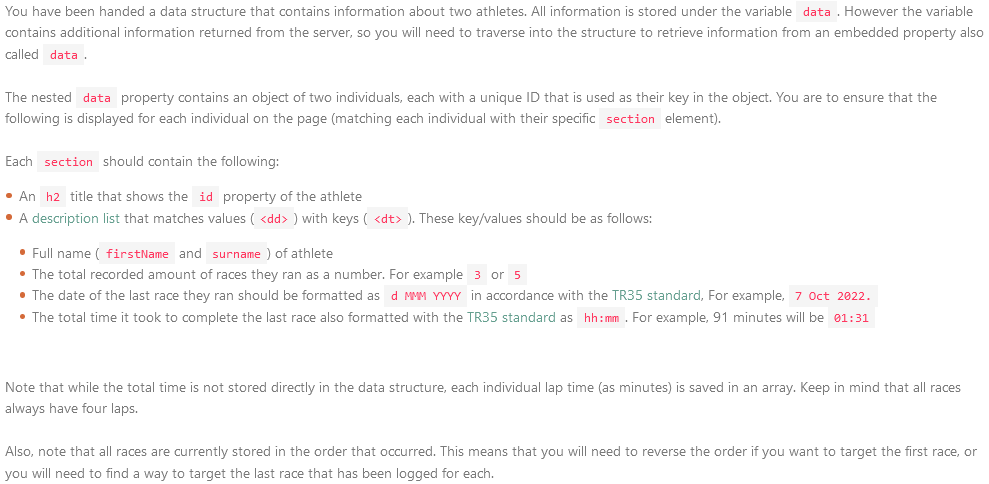 You have been handed a data structure that contains information about two athletes. All information is stored under the variable data . However the variable
contains additional information returned from the server, so you will need to traverse into the structure to retrieve information from an embedded property also
called data .
The nested data property contains an object of two individuals, each with a unique ID that is used as their key in the object. You are to ensure that the
following is displayed for each individual on the page (matching each individual with their specific section element).
Each section should contain the following:
• An h2 title that shows the id property of the athlete
• A description list that matches values ( <dd> ) with keys ( <dt> ). These key/values should be as follows:
• Full name ( firstName and surname ) of athlete
• The total recorded amount of races they ran as a number. For example 3 or 5
• The date of the last race they ran should be formatted as d MMM YYYY in accordance with the TR35 standard, For example, 7 Oct 2022.
• The total time it took to complete the last race also formatted with the TR35 standard as hh:mm . For example, 91 minutes will be 01:31
Note that while the total time is not stored directly in the data structure, each individual lap time (as minutes) is saved in an array. Keep in mind that all races
always have four laps.
Also, note that all races are currently stored in the order that occurred. This means that you will need to reverse the order if you want to target the first race, or
you will need to find a way to target the last race that has been logged for each.